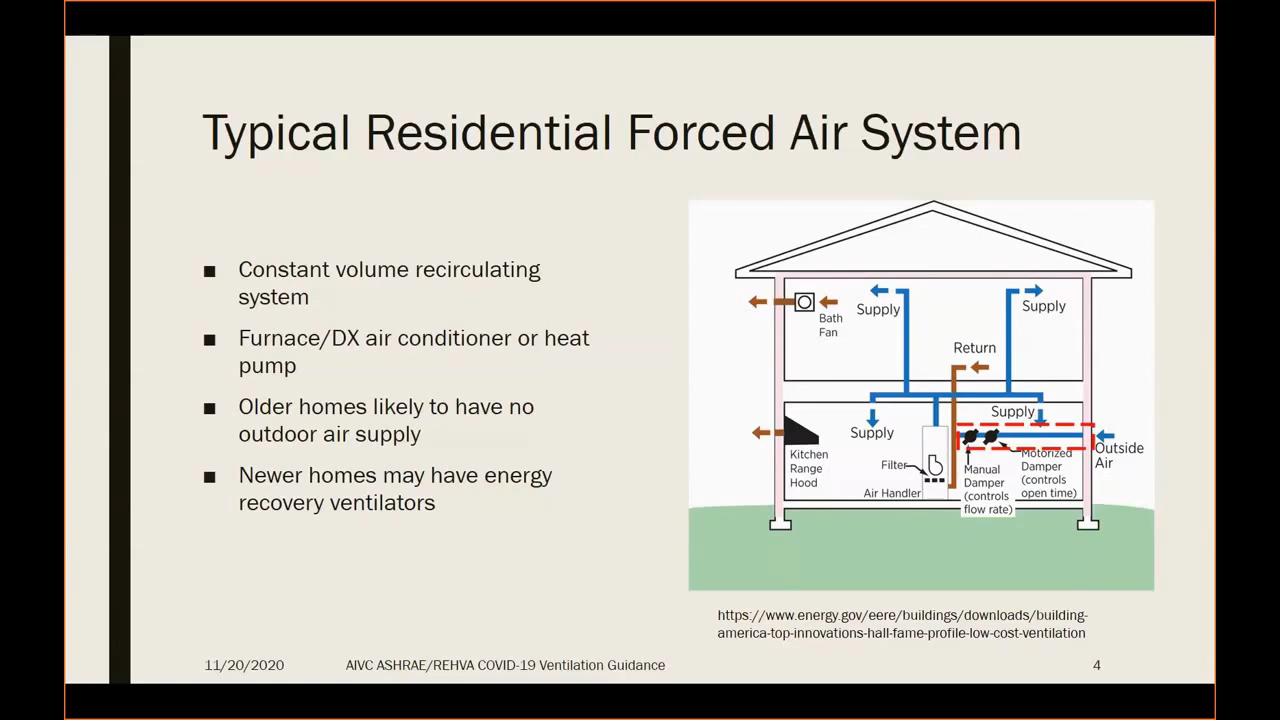 Typical Residential Forced Air System
■ Constant volume recirculating
system
■ Furnace/DX air conditioner or heat
pump
■ Older homes likely to have no
outdoor air supply
■ Newer homes may have energy
recovery ventilators
Bath
Fan
Supply
Supply
Return
Supply
Supply
Kitchen
Range
Hood
Filter
Air Handler
Manual
Damper
(controls
flow rate)
Motorized
Damper
(controls
open time)
Outside
Air
https://www.energy.gov/eere/buildings/downloads/building-
america-top-innovations-hall-fame-profile-low-cost-ventilation
11/20/2020
AIVC ASHRAE/REHVA COVID-19 Ventilation Guidance
4